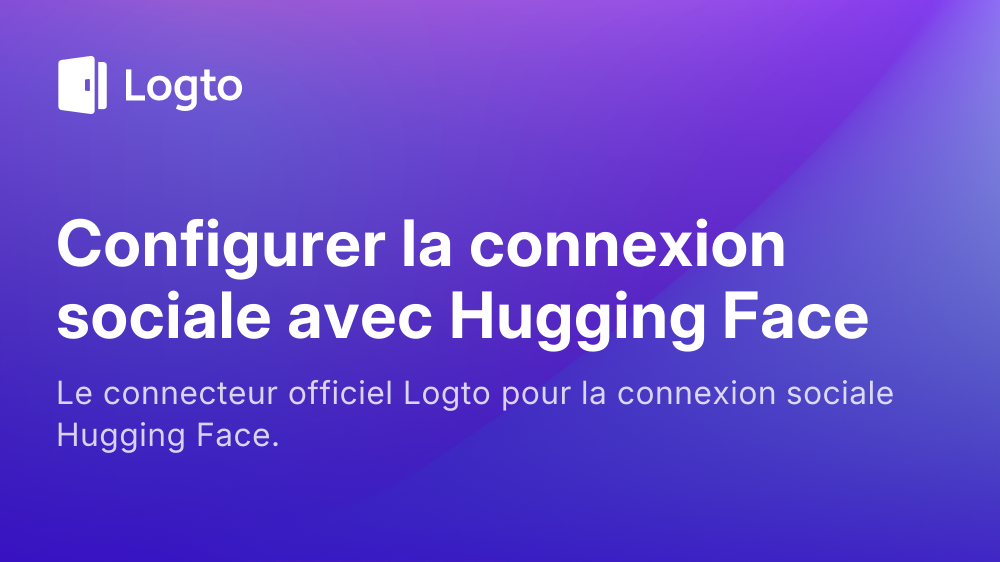 Logto
Configurer la connexion
sociale avec Hugging Face
Le connecteur officiel Logto pour la connexion sociale
Hugging Face.